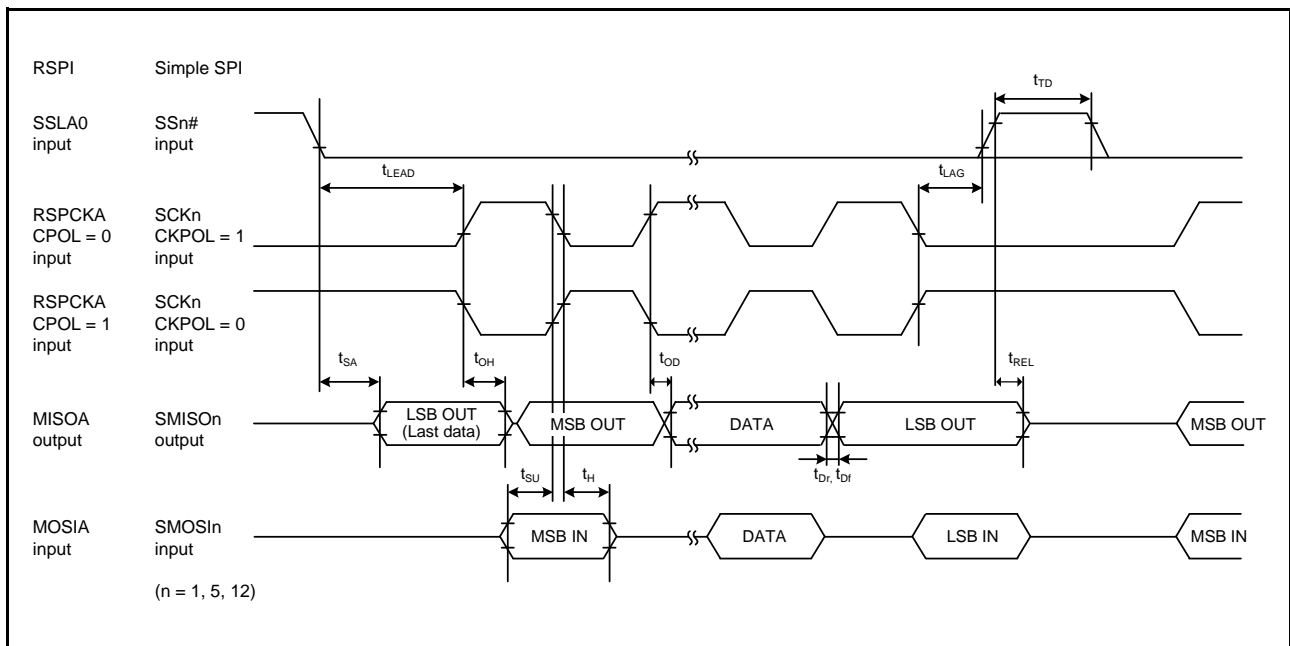 RSPI Simple SPI
tTD
SSLA0 SSn#
input input
tLEAD tLAG
RSPCKA SCKn
CPOL = 0 CKPOL = 1
input input
RSPCKA SCKn
CPOL = 1 CKPOL = 0
input input
tSA tOH tOD tREL
MISOA SMISOn
output output
LSB OUT
(Last data)
MSB OUT DATA LSB OUT MSB OUT
tSU tH tDr, tDf
MOSIA SMOSIn
input input
MSB IN DATA LSB IN MSB IN
(n = 1, 5, 12)